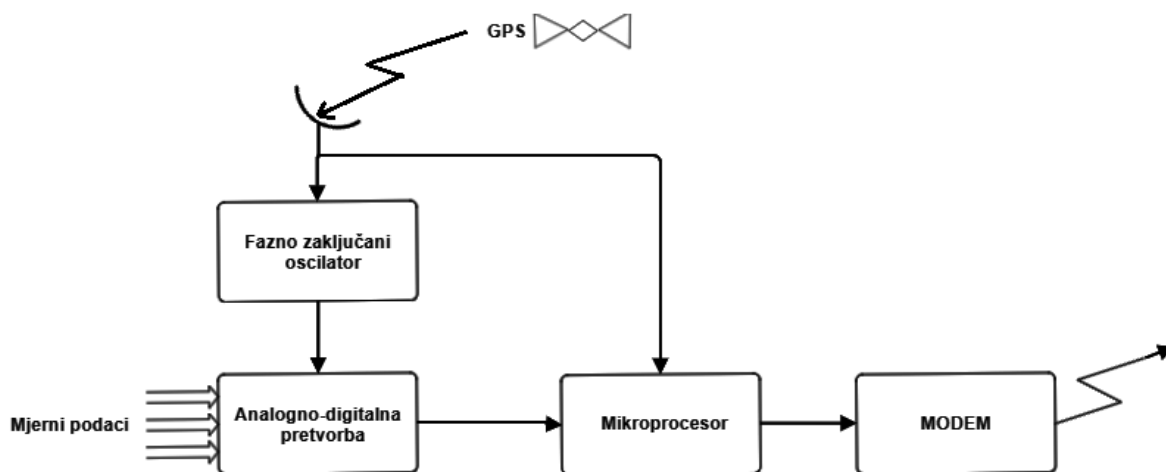 GPS
Fazno zaključani
oscilator
Mjerni podaci
Analogno-digitalna
pretvorba
Mikroprocesor
MODEM